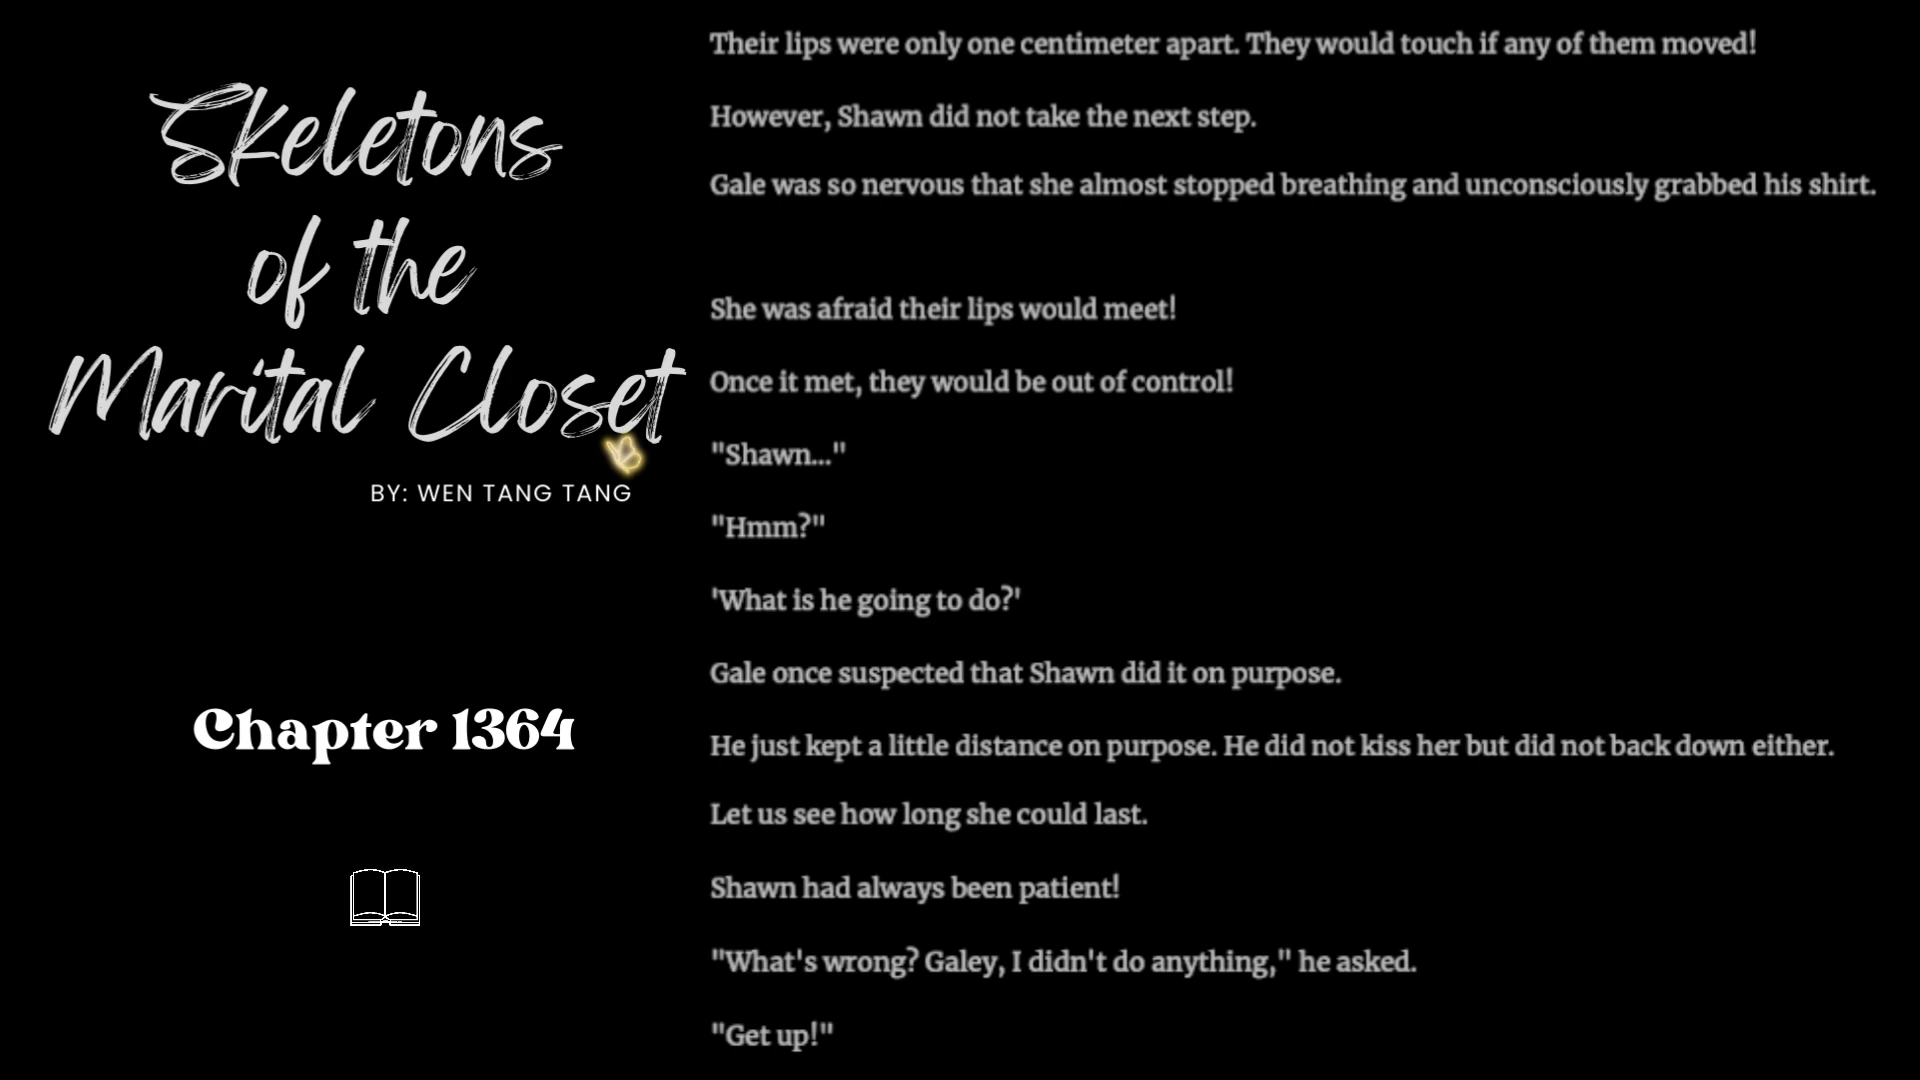 Skeletons
of the
Marital Closet
BY: WEN TANG TANG
Chapter 1364
Their lips were only one centimeter apart. They would touch if any of them moved!
However, Shawn did not take the next step.
Gale was so nervous that she almost stopped breathing and unconsciously grabbed his shirt.
She was afraid their lips would meet!
Once it met, they would be out of control!
"Shawn..."
"Hmm?"
'What is he going to do?'
Gale once suspected that Shawn did it on purpose.
He just kept a little distance on purpose. He did not kiss her but did not back down either.
Let us see how long she could last.
Shawn had always been patient!
"What's wrong? Galey, I didn't do anything," he asked.
"Get up!"